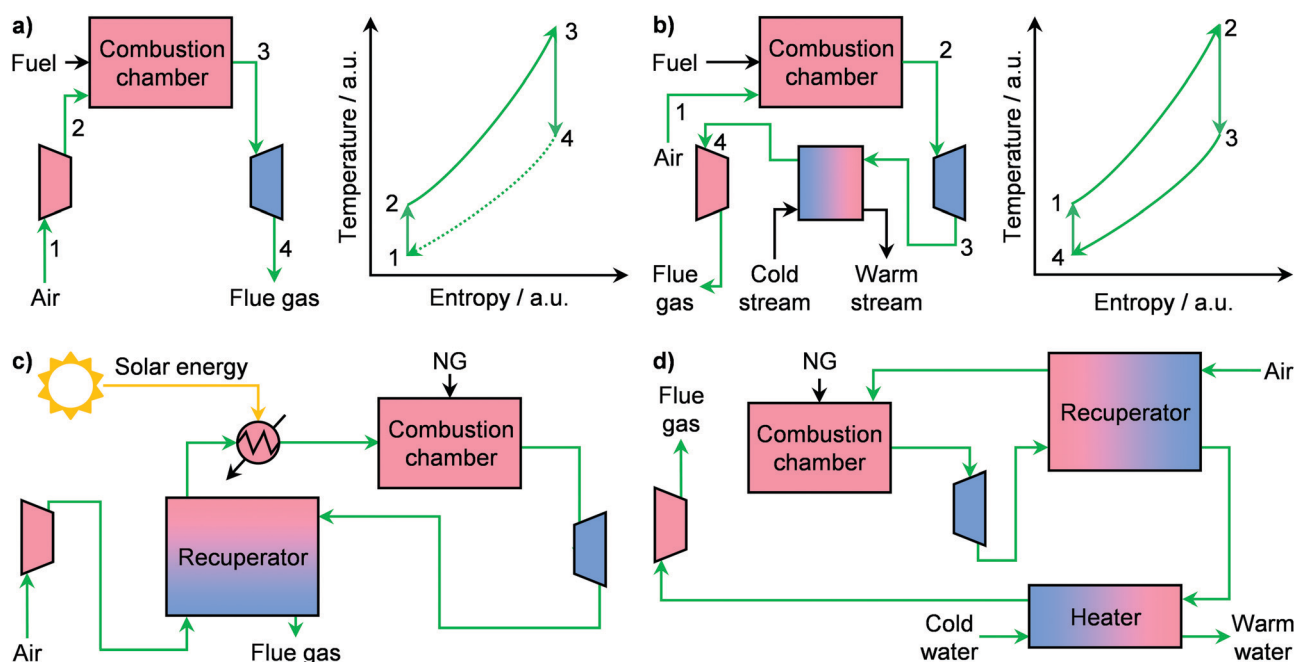 a)
Fuel
Combustion
chamber
3
2
1
4
Air
Flue gas
Temperature / a.u.
3
4
2
1
Entropy / a.u.
b)
Fuel
Combustion
chamber
2
1
4
Air
3
Flue
gas
Cold
stream
Warm
stream
Temperature / a.u.
2
3
1
4
Entropy / a.u.
c)
Solar energy
NG
Combustion
chamber
Recuperator
Air
Flue gas
d)
NG
Flue
gas
Combustion
chamber
Recuperator
Air
Heater
Cold
water
Warm
water